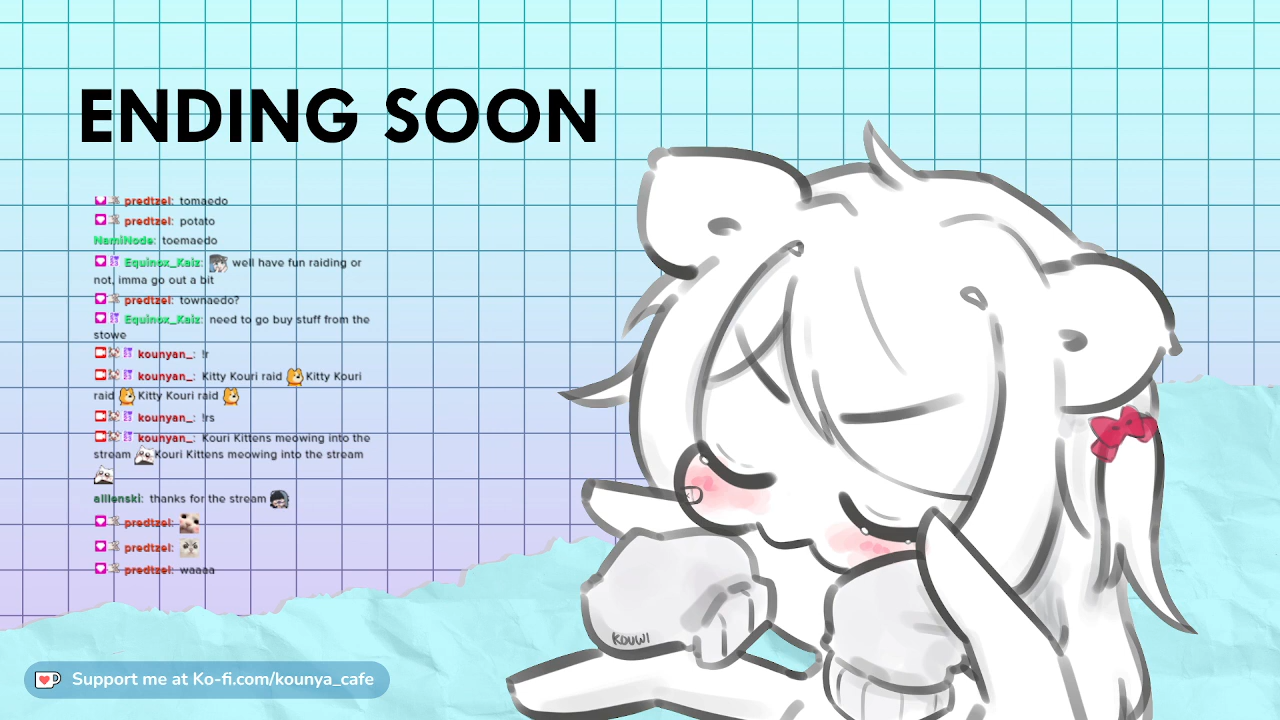 ENDING SOON
predtzel: tomaedo
predtzel: potato
NamiNode: toemaedo
Equinox_Kaiz: well have fun raiding or
not, imma go out a bit
predtzel: townaedo?
Equinox_Kaiz: need to go buy stuff from the
stowe
kounyan_: !r
kounyan_: Kitty Kouri raid Kitty Kouri
raid Kitty Kouri raid
kounyan_: !rs
kounyan_: Kouri Kittens meowing into the
stream Kouri Kittens meowing into the stream
alllenski: thanks for the stream
predtzel:
predtzel:
predtzel: waaaa
KOUWI
Support me at Ko-fi.com/kounya_cafe